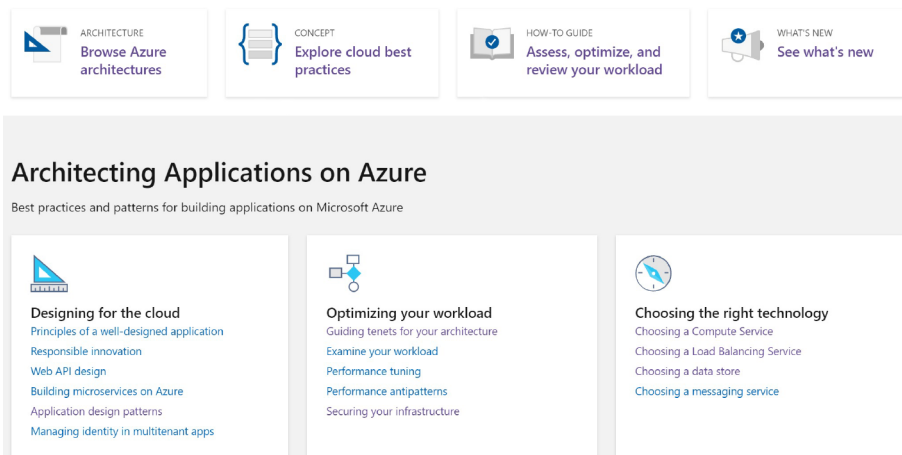 ARCHITECTURE
Browse Azure
architectures
CONCEPT
Explore cloud best
practices
HOW-TO GUIDE
Assess, optimize, and
review your workload
WHAT'S NEW
See what's new
Architecting Applications on Azure
Best practices and patterns for building applications on Microsoft Azure
Designing for the cloud
Principles of a well-designed application
Responsible innovation
Web API design
Building microservices on Azure
Application design patterns
Managing identity in multitenant apps
Optimizing your workload
Guiding tenets for your architecture
Examine your workload
Performance tuning
Performance antipatterns
Securing your infrastructure
Choosing the right technology
Choosing a Compute Service
Choosing a Load Balancing Service
Choosing a data store
Choosing a messaging service